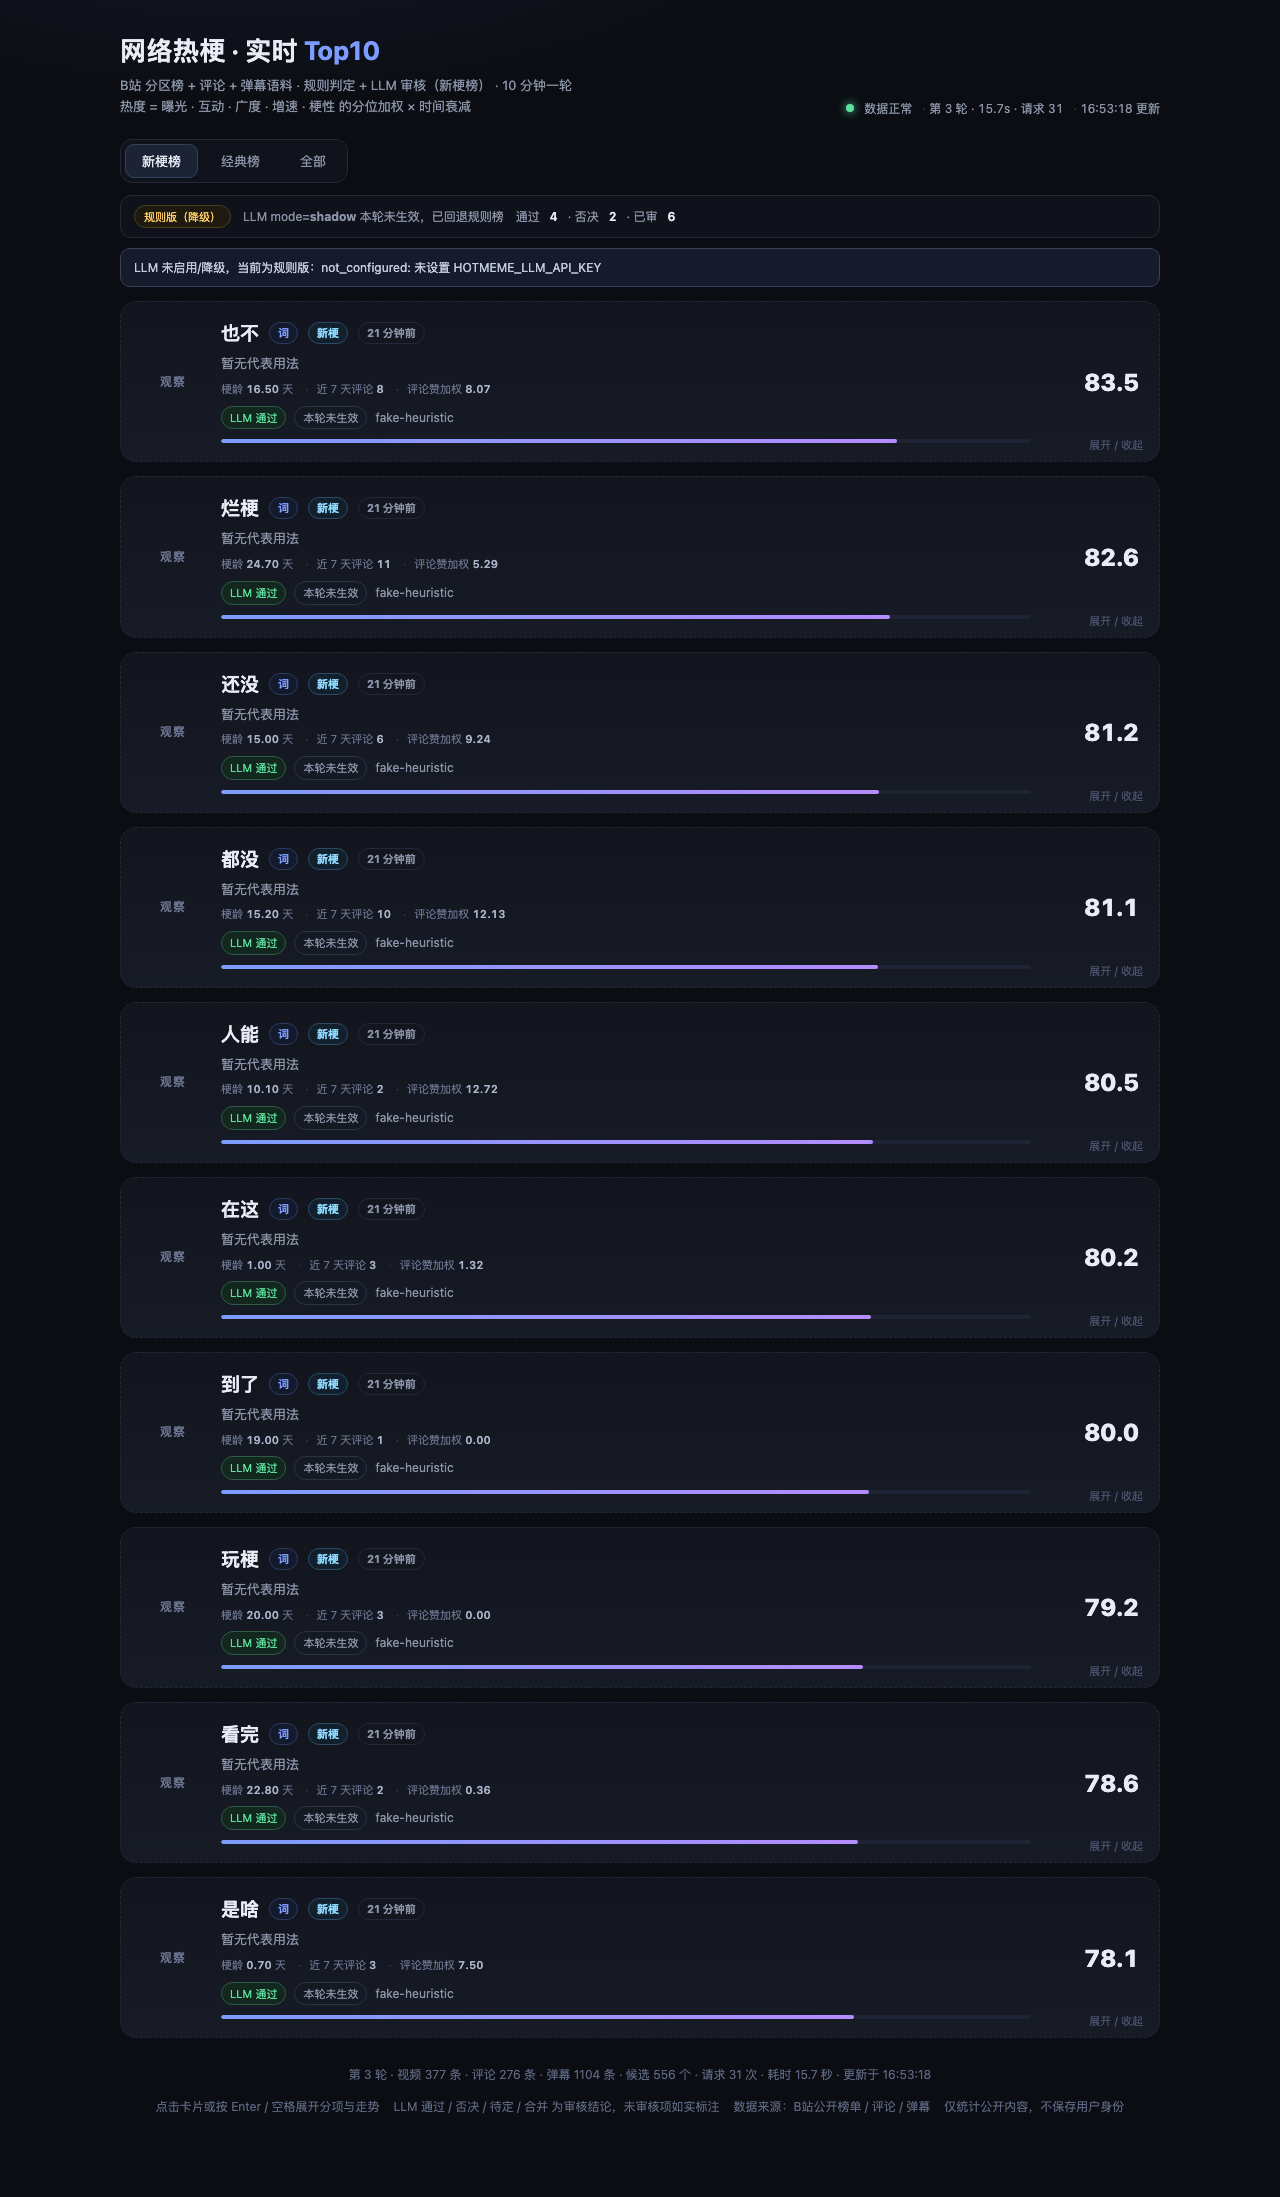 网络热梗 · 实时 Top10
B站 分区榜 + 评论 + 弹幕语料 · 规则判定 + LLM 审核（新梗榜） · 10 分钟一轮
热度 = 曝光 · 互动 · 广度 · 增速 · 梗性 的分位加权 × 时间衰减
数据正常 · 第 3 轮 · 15.7s · 请求 31 · 16:53:18 更新
新梗榜 经典榜 全部
规则版（降级） LLM mode=shadow 本轮未生效，已回退规则榜 通过 4 · 否决 2 · 已审 6
LLM 未启用/降级，当前为规则版：not_configured: 未设置 HOTMEME_LLM_API_KEY
观察
也不 词 新梗 21 分钟前
暂无代表用法
梗龄 16.50 天 · 近 7 天评论 8 · 评论赞加权 8.07
LLM 通过 本轮未生效 fake-heuristic
83.5
展开 / 收起
观察
烂梗 词 新梗 21 分钟前
暂无代表用法
梗龄 24.70 天 · 近 7 天评论 11 · 评论赞加权 5.29
LLM 通过 本轮未生效 fake-heuristic
82.6
展开 / 收起
观察
还没 词 新梗 21 分钟前
暂无代表用法
梗龄 15.00 天 · 近 7 天评论 6 · 评论赞加权 9.24
LLM 通过 本轮未生效 fake-heuristic
81.2
展开 / 收起
观察
都没 词 新梗 21 分钟前
暂无代表用法
梗龄 15.20 天 · 近 7 天评论 10 · 评论赞加权 12.13
LLM 通过 本轮未生效 fake-heuristic
81.1
展开 / 收起
观察
人能 词 新梗 21 分钟前
暂无代表用法
梗龄 10.10 天 · 近 7 天评论 2 · 评论赞加权 12.72
LLM 通过 本轮未生效 fake-heuristic
80.5
展开 / 收起
观察
在这 词 新梗 21 分钟前
暂无代表用法
梗龄 1.00 天 · 近 7 天评论 3 · 评论赞加权 1.32
LLM 通过 本轮未生效 fake-heuristic
80.2
展开 / 收起
观察
到了 词 新梗 21 分钟前
暂无代表用法
梗龄 19.00 天 · 近 7 天评论 1 · 评论赞加权 0.00
LLM 通过 本轮未生效 fake-heuristic
80.0
展开 / 收起
观察
玩梗 词 新梗 21 分钟前
暂无代表用法
梗龄 20.00 天 · 近 7 天评论 3 · 评论赞加权 0.00
LLM 通过 本轮未生效 fake-heuristic
79.2
展开 / 收起
观察
看完 词 新梗 21 分钟前
暂无代表用法
梗龄 22.80 天 · 近 7 天评论 2 · 评论赞加权 0.36
LLM 通过 本轮未生效 fake-heuristic
78.6
展开 / 收起
观察
是啥 词 新梗 21 分钟前
暂无代表用法
梗龄 0.70 天 · 近 7 天评论 3 · 评论赞加权 7.50
LLM 通过 本轮未生效 fake-heuristic
78.1
展开 / 收起
第 3 轮 · 视频 377 条 · 评论 276 条 · 弹幕 1104 条 · 候选 556 个 · 请求 31 次 · 耗时 15.7 秒 · 更新于 16:53:18
点击卡片或按 Enter / 空格展开分项与走势 LLM 通过 / 否决 / 待定 / 合并 为审核结论，未审核项如实标注 数据来源：B站公开榜单 / 评论 / 弹幕 仅统计公开内容，不保存用户身份